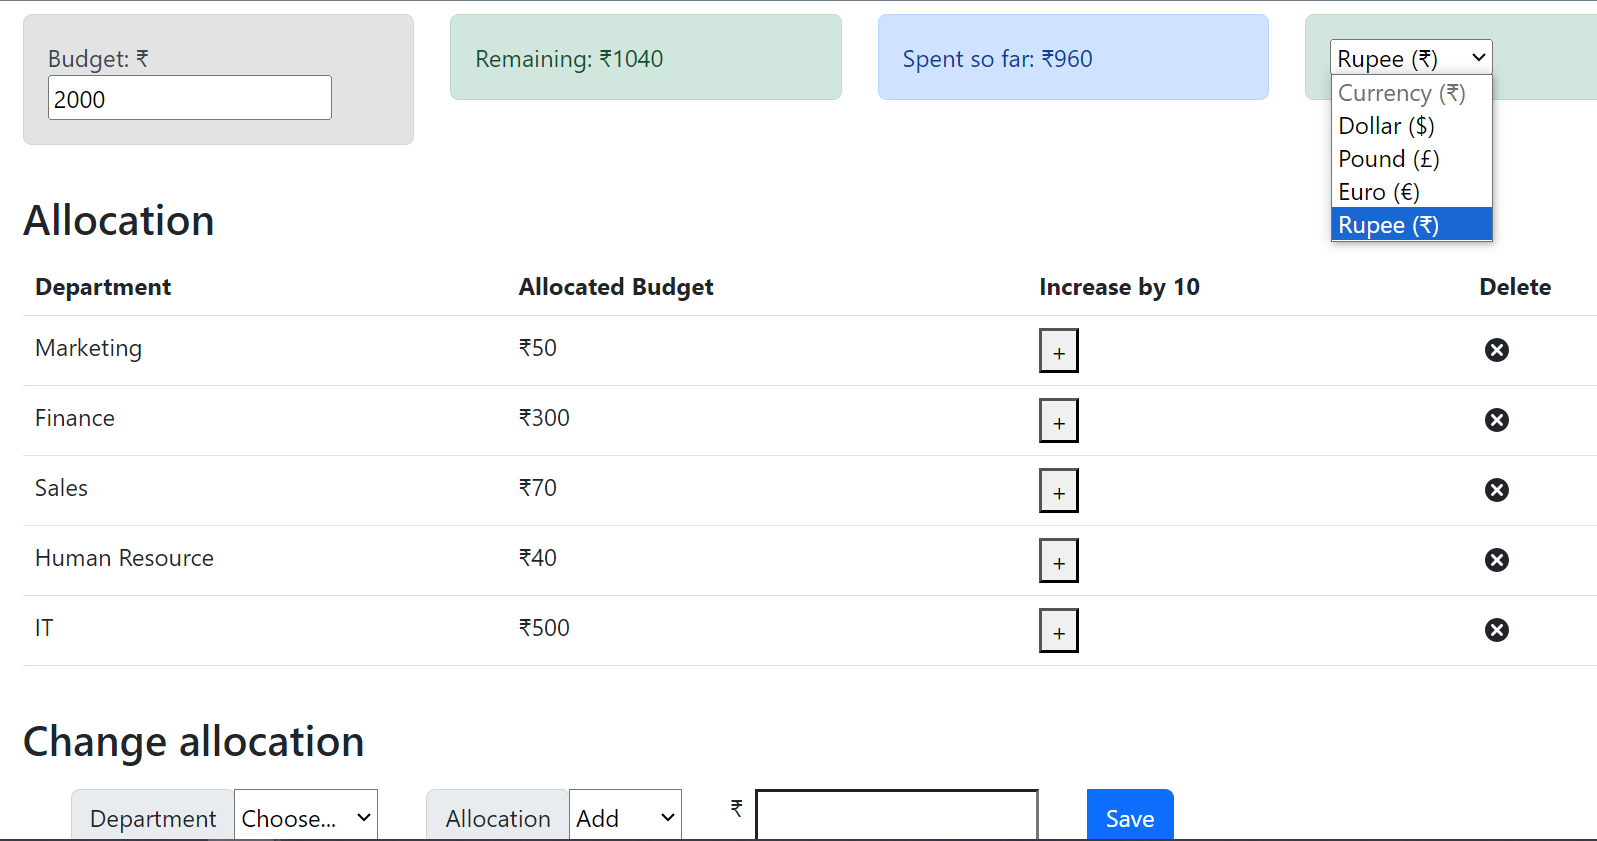 Budget: ₹
2000
Remaining: ₹1040
Spent so far: ₹960
Rupee (₹)
Currency (₹)
Dollar ($)
Pound (£)
Euro (€)
Rupee (₹)
Allocation
Department Allocated Budget Increase by 10 Delete
Marketing ₹50 +
Finance ₹300 +
Sales ₹70 +
Human Resource ₹40 +
IT ₹500 +
Change allocation
Department Choose... Allocation Add ₹ Save